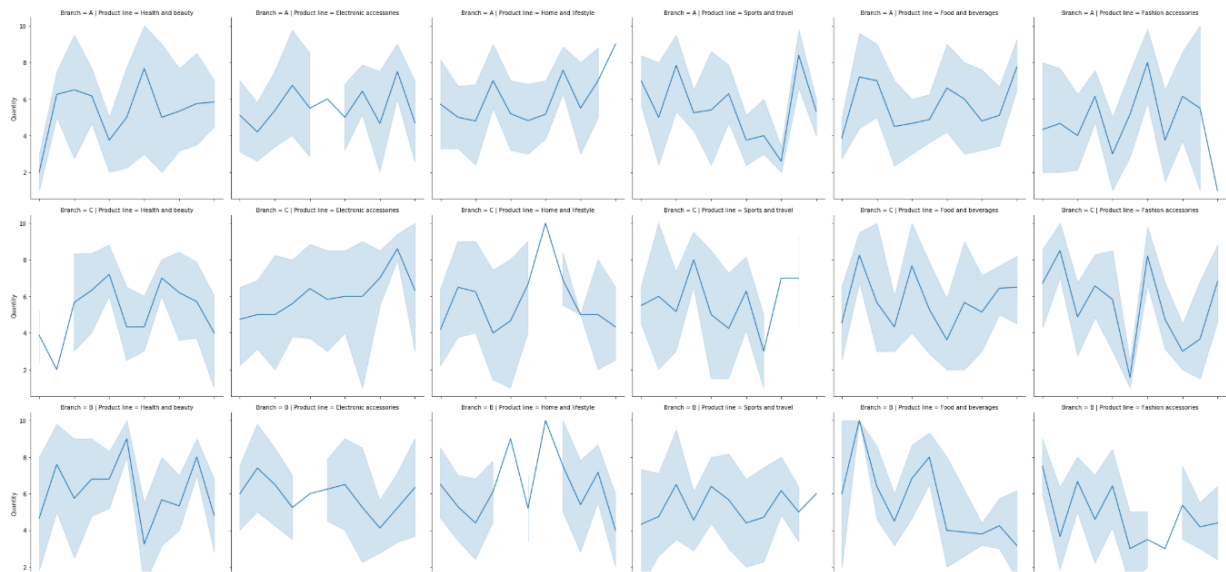 Branch = A | Product line = Health and beauty
Branch = A | Product line = Electronic accessories
Branch = A | Product line = Home and lifestyle
Branch = A | Product line = Sports and travel
Branch = A | Product line = Food and beverages
Branch = A | Product line = Fashion accessories
10
8
6
4
2
Quantity
Branch = C | Product line = Health and beauty
Branch = C | Product line = Electronic accessories
Branch = C | Product line = Home and lifestyle
Branch = C | Product line = Sports and travel
Branch = C | Product line = Food and beverages
Branch = C | Product line = Fashion accessories
10
8
6
4
2
Quantity
Branch = B | Product line = Health and beauty
Branch = B | Product line = Electronic accessories
Branch = B | Product line = Home and lifestyle
Branch = B | Product line = Sports and travel
Branch = B | Product line = Food and beverages
Branch = B | Product line = Fashion accessories
10
8
6
4
2
Quantity